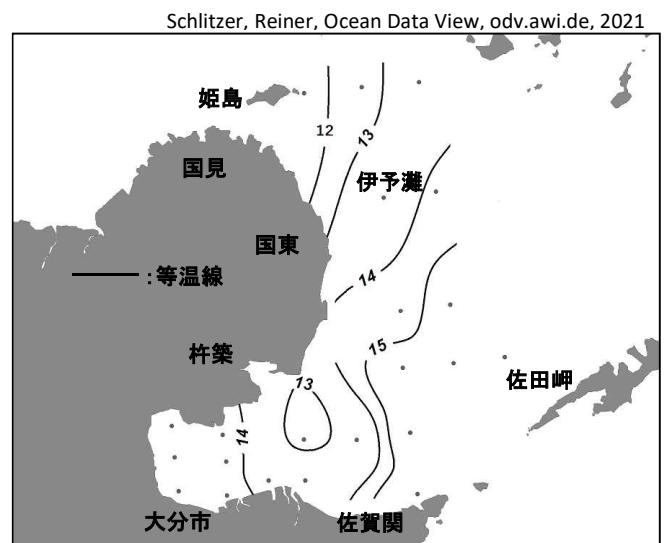 Schlitzer, Reiner, Ocean Data View, odv.awi.de, 2021
姫島
12
13
国見
伊予灘
国東
:等温線
14
15
杵築
佐田岬
13
14
大分市
佐賀関